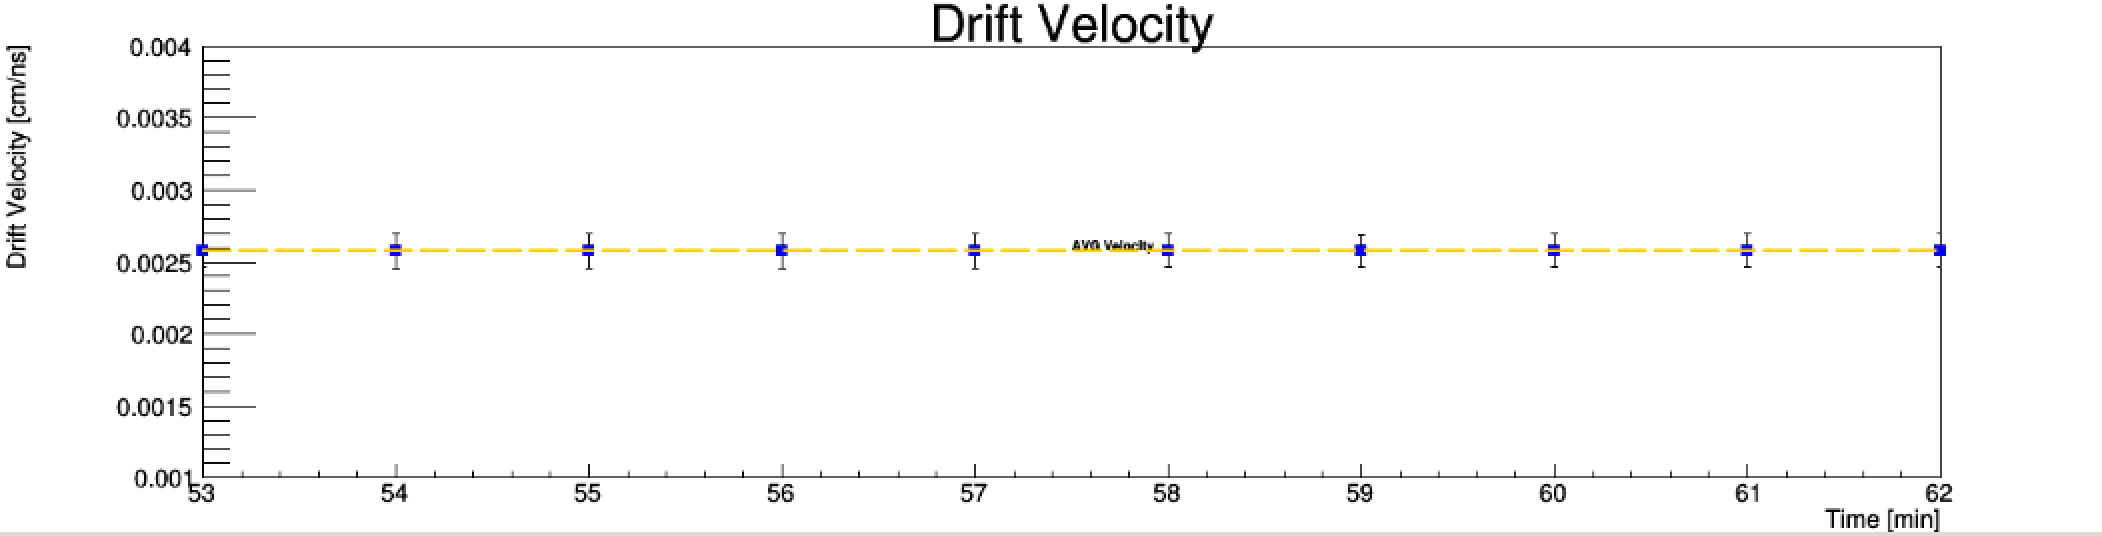 Drift Velocity
Drift Velocity [cm/ns]
0.004
0.0035
0.003
0.0025
0.002
0.0015
0.001
AVG Velocity
53 54 55 56 57 58 59 60 61 62
Time [min]